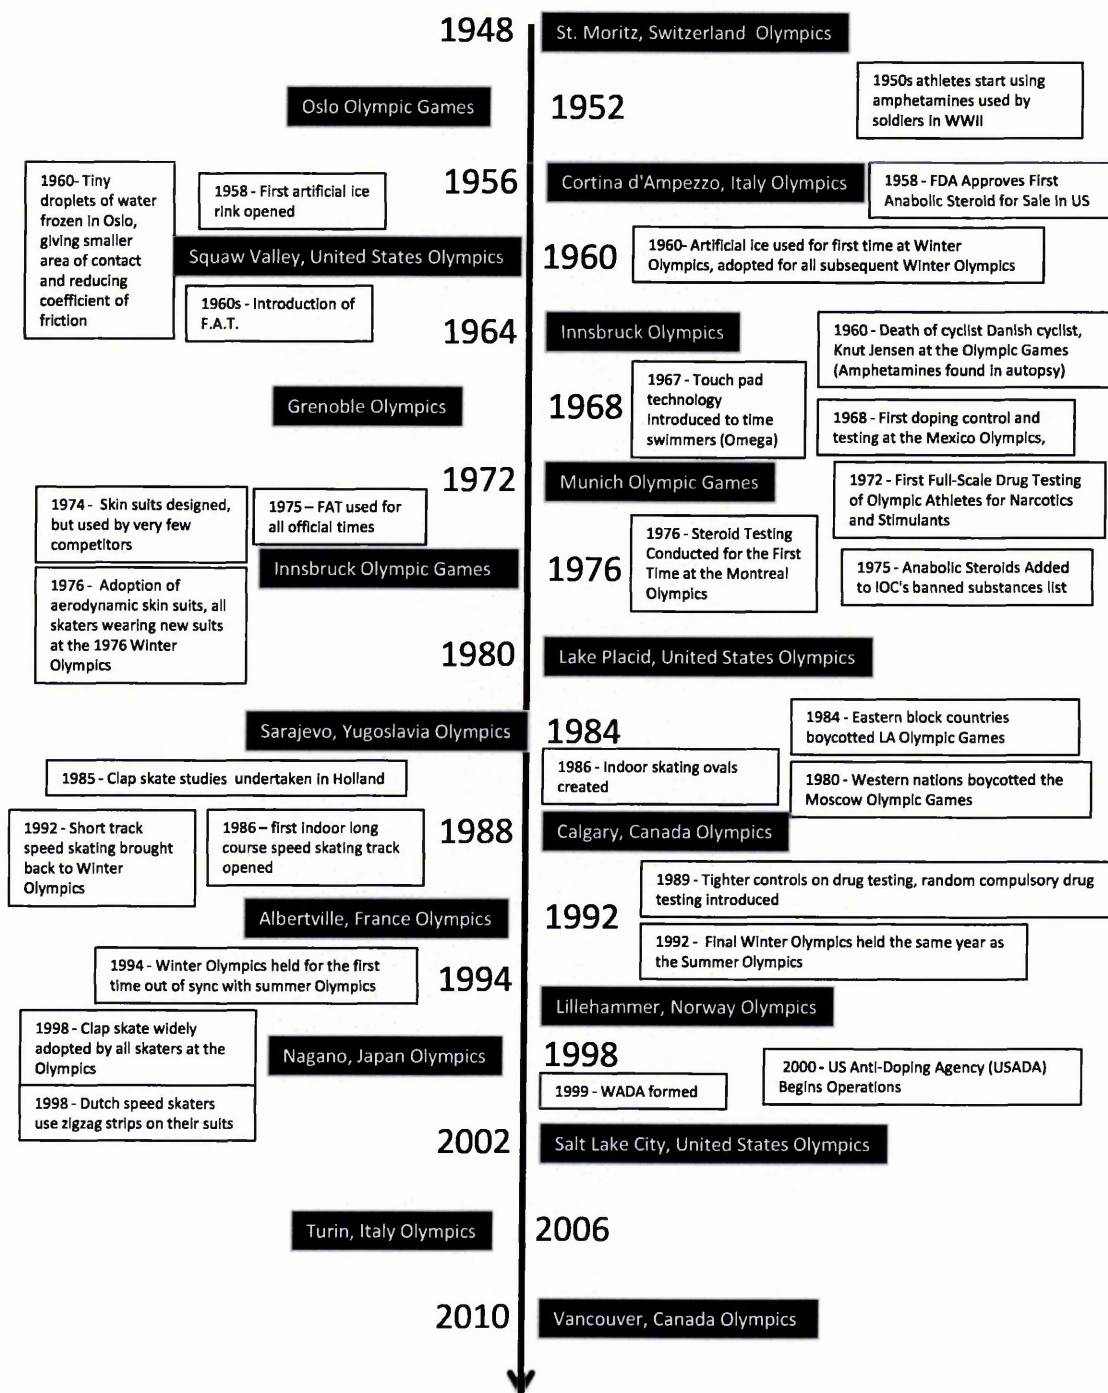 1948
St. Moritz, Switzerland Olympics
Oslo Olympic Games
1952
1950s athletes start using
amphetamines used by
soldiers in WWII
1960- Tiny
droplets of water
frozen in Oslo,
giving smaller
area of contact
and reducing
coefficient of
friction
1958 - First artificial ice
rink opened
1956
Cortina d'Ampezzo, Italy Olympics
1958 - FDA Approves First
Anabolic Steroid for Sale in US
Squaw Valley, United States Olympics
1960
1960- Artificial ice used for first time at Winter
Olympics, adopted for all subsequent Winter Olympics
1960s - Introduction of
F.A.T.
1964
Innsbruck Olympics
1960 - Death of cyclist Danish cyclist,
Knut Jensen at the Olympic Games
(Amphetamines found in autopsy)
Grenoble Olympics
1968
1967 - Touch pad
technology
introduced to time
swimmers (Omega)
1968 - First doping control and
testing at the Mexico Olympics,
1972
Munich Olympic Games
1972 - First Full-Scale Drug Testing
of Olympic Athletes for Narcotics
and Stimulants
1974 - Skin suits designed,
but used by very few
competitors
1975 – FAT used for
all official times
Innsbruck Olympic Games
1976
1976 - Steroid Testing
Conducted for the First
Time at the Montreal
Olympics
1975 - Anabolic Steroids Added
to IOC's banned substances list
1976 - Adoption of
aerodynamic skin suits, all
skaters wearing new suits
at the 1976 Winter
Olympics
1980
Lake Placid, United States Olympics
Sarajevo, Yugoslavia Olympics
1984
1984 - Eastern block countries
boycotted LA Olympic Games
1985 - Clap skate studies undertaken in Holland
1986 - Indoor skating ovals
created
1980 - Western nations boycotted the
Moscow Olympic Games
1992 - Short track
speed skating brought
back to Winter
Olympics
1986 – first indoor long
course speed skating track
opened
1988
Calgary, Canada Olympics
1989 - Tighter controls on drug testing, random compulsory drug
testing introduced
Albertville, France Olympics
1992
1992 - Final Winter Olympics held the same year as
the Summer Olympics
1994 - Winter Olympics held for the first
time out of sync with summer Olympics
1994
Lillehammer, Norway Olympics
1998 - Clap skate widely
adopted by all skaters at the
Olympics
Nagano, Japan Olympics
1998
1999 - WADA formed
2000 - US Anti-Doping Agency (USADA)
Begins Operations
1998 - Dutch speed skaters
use zigzag strips on their suits
2002
Salt Lake City, United States Olympics
Turin, Italy Olympics
2006
2010
Vancouver, Canada Olympics